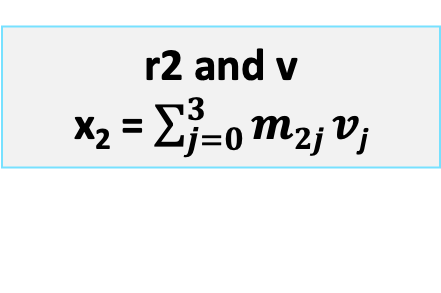 r2 and v
x₂ = ∑³ⱼ₌₀ m₂ⱼ vⱼ